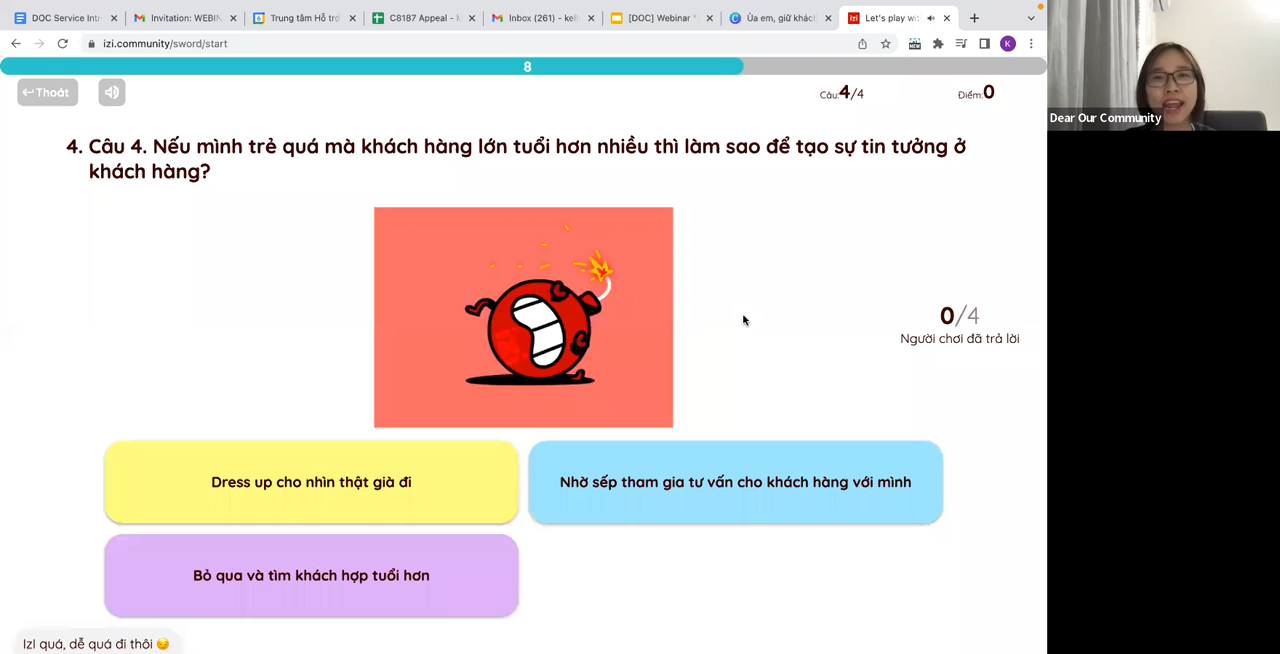 DOC Service Intr
Invitation: WEBIN
Trung tâm Hỗ trợ
C8187 Appeal - M
Inbox (261) - kel
[DOC] Webinar "
Ủa em, giữ khách
Let's play wit
izi.community/sword/start
K
8
Thoát
Câu:4/4
Điểm:0
Dear Our Community
4. Câu 4. Nếu mình trẻ quá mà khách hàng lớn tuổi hơn nhiều thì làm sao để tạo sự tin tưởng ở
khách hàng?
0/4
Người chơi đã trả lời
Dress up cho nhìn thật già đi
Nhờ sếp tham gia tư vấn cho khách hàng với mình
Bỏ qua và tìm khách hợp tuổi hơn
IzI quá, dễ quá đi thôi 😏